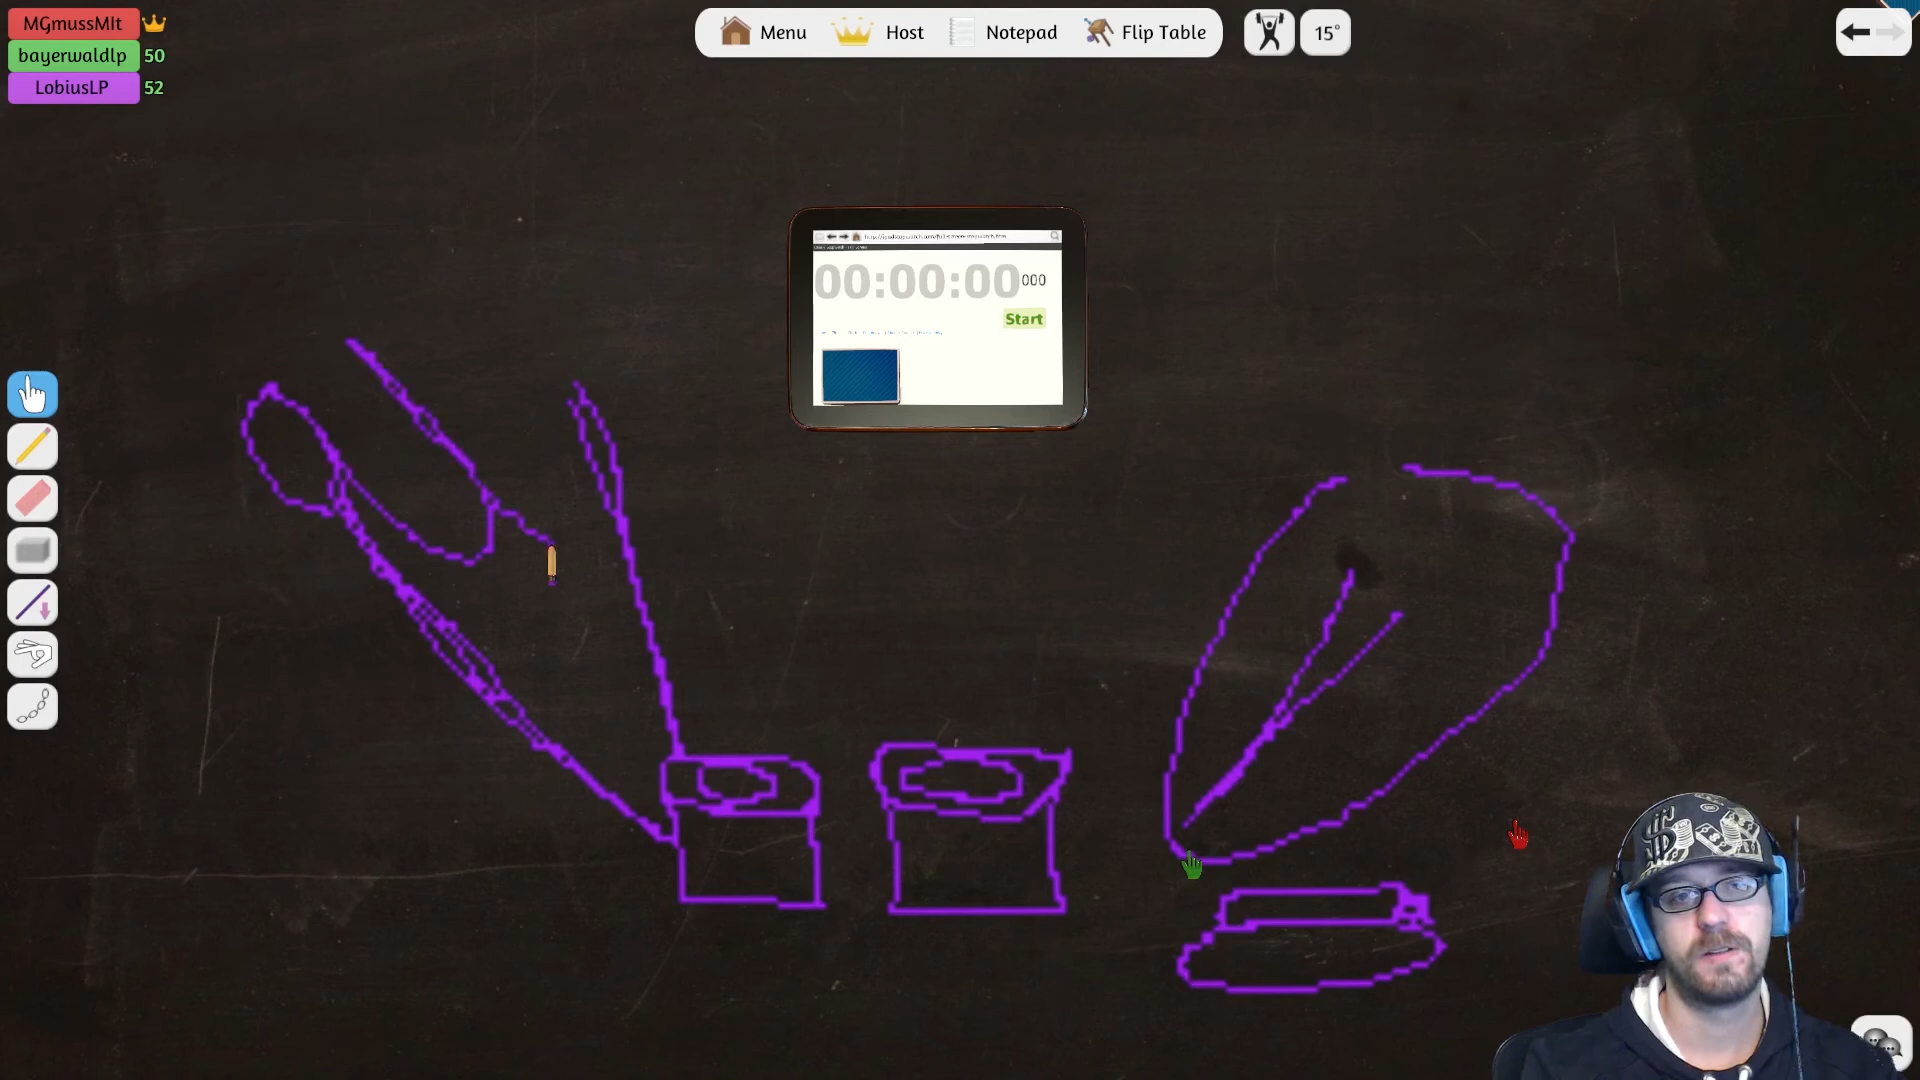 MGmussMIt
bayerwaldlp 50
LobiusLP 52
Menu Host Notepad Flip Table 15°
00:00:00 000
Start